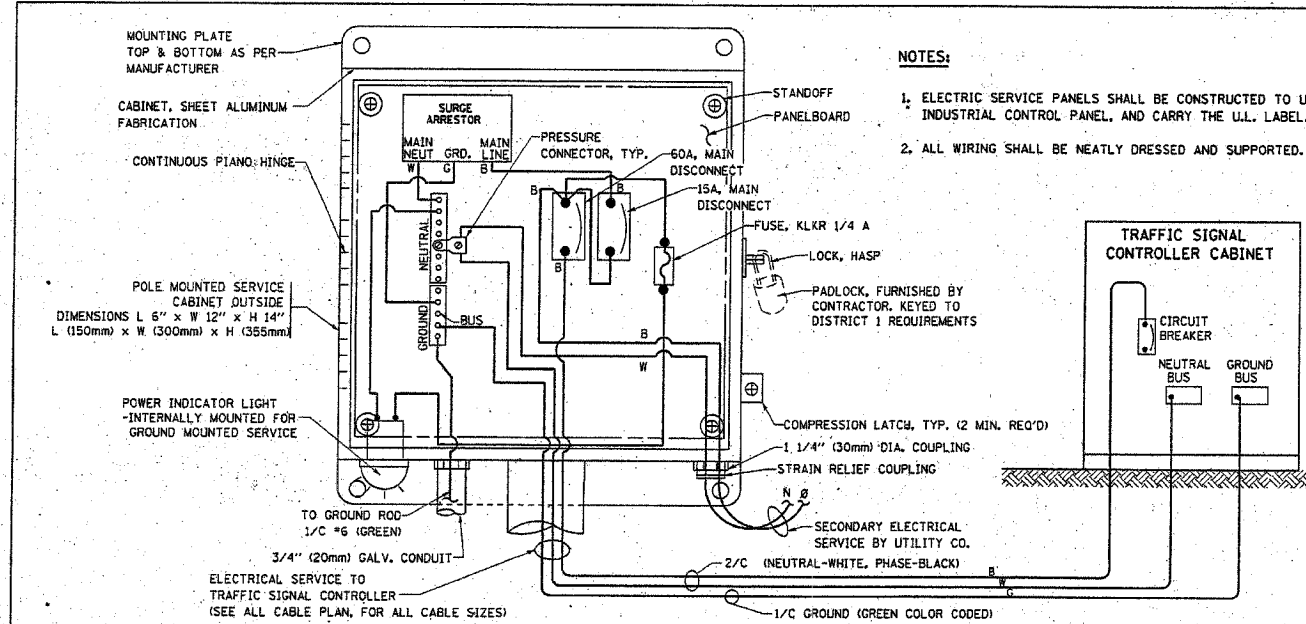 MOUNTING PLATE
TOP & BOTTOM AS PER
MANUFACTURER
CABINET, SHEET ALUMINUM
FABRICATION
CONTINUOUS PIANO HINGE
POLE MOUNTED SERVICE
CABINET OUTSIDE
DIMENSIONS L 6" x W 12" x H 14"
L (150mm) x W (300mm) x H (355mm)
POWER INDICATOR LIGHT
-INTERNALLY MOUNTED FOR
GROUND MOUNTED SERVICE
SURGE
ARRESTOR
MAIN
NEUT
GRD.
MAIN
LINE
W
G
B
PRESSURE
CONNECTOR, TYP.
NEUTRAL
GROUND
BUS
STANDOFF
PANELBOARD
60A, MAIN
DISCONNECT
15A, MAIN
DISCONNECT
B
B
B
FUSE, KLKR 1/4 A
LOCK, HASP
PADLOCK, FURNISHED BY
CONTRACTOR. KEYED TO
DISTRICT 1 REQUIREMENTS
B
W
COMPRESSION LATCH, TYP. (2 MIN. REQ'D)
1 1/4" (30mm) DIA. COUPLING
STRAIN RELIEF COUPLING
N Ø
SECONDARY ELECTRICAL
SERVICE BY UTILITY CO.
TO GROUND ROD
1/C #6 (GREEN)
3/4" (20mm) GALV. CONDUIT
ELECTRICAL SERVICE TO
TRAFFIC SIGNAL CONTROLLER
(SEE ALL CABLE PLAN, FOR ALL CABLE SIZES)
2/C (NEUTRAL-WHITE, PHASE-BLACK)
1/C GROUND (GREEN COLOR CODED)
B
W
G
NOTES:
1. ELECTRIC SERVICE PANELS SHALL BE CONSTRUCTED TO U
INDUSTRIAL CONTROL PANEL, AND CARRY THE U.L. LABEL.
2. ALL WIRING SHALL BE NEATLY DRESSED AND SUPPORTED.
TRAFFIC SIGNAL
CONTROLLER CABINET
CIRCUIT
BREAKER
NEUTRAL
BUS
GROUND
BUS